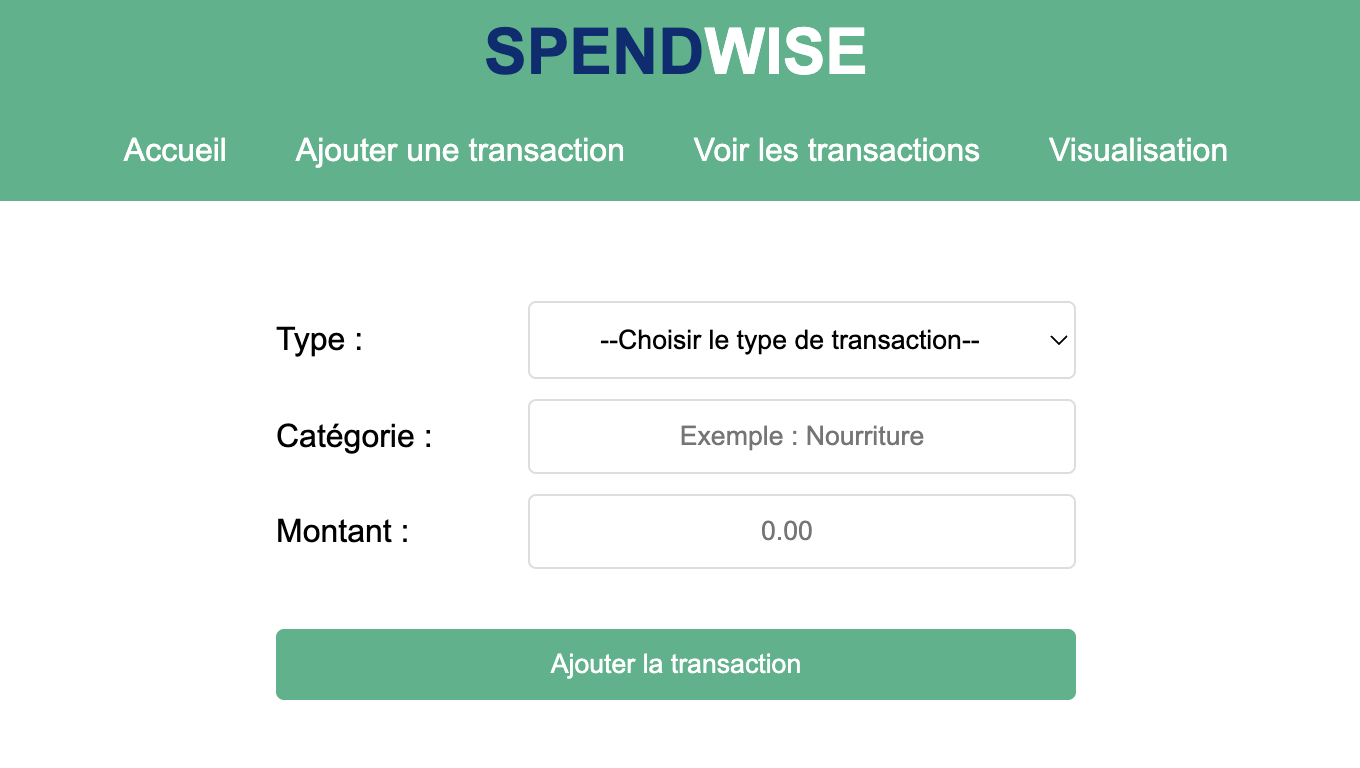 SPENDWISE
Accueil Ajouter une transaction Voir les transactions Visualisation
Type : --Choisir le type de transaction--
Catégorie : Exemple : Nourriture
Montant : 0.00
Ajouter la transaction